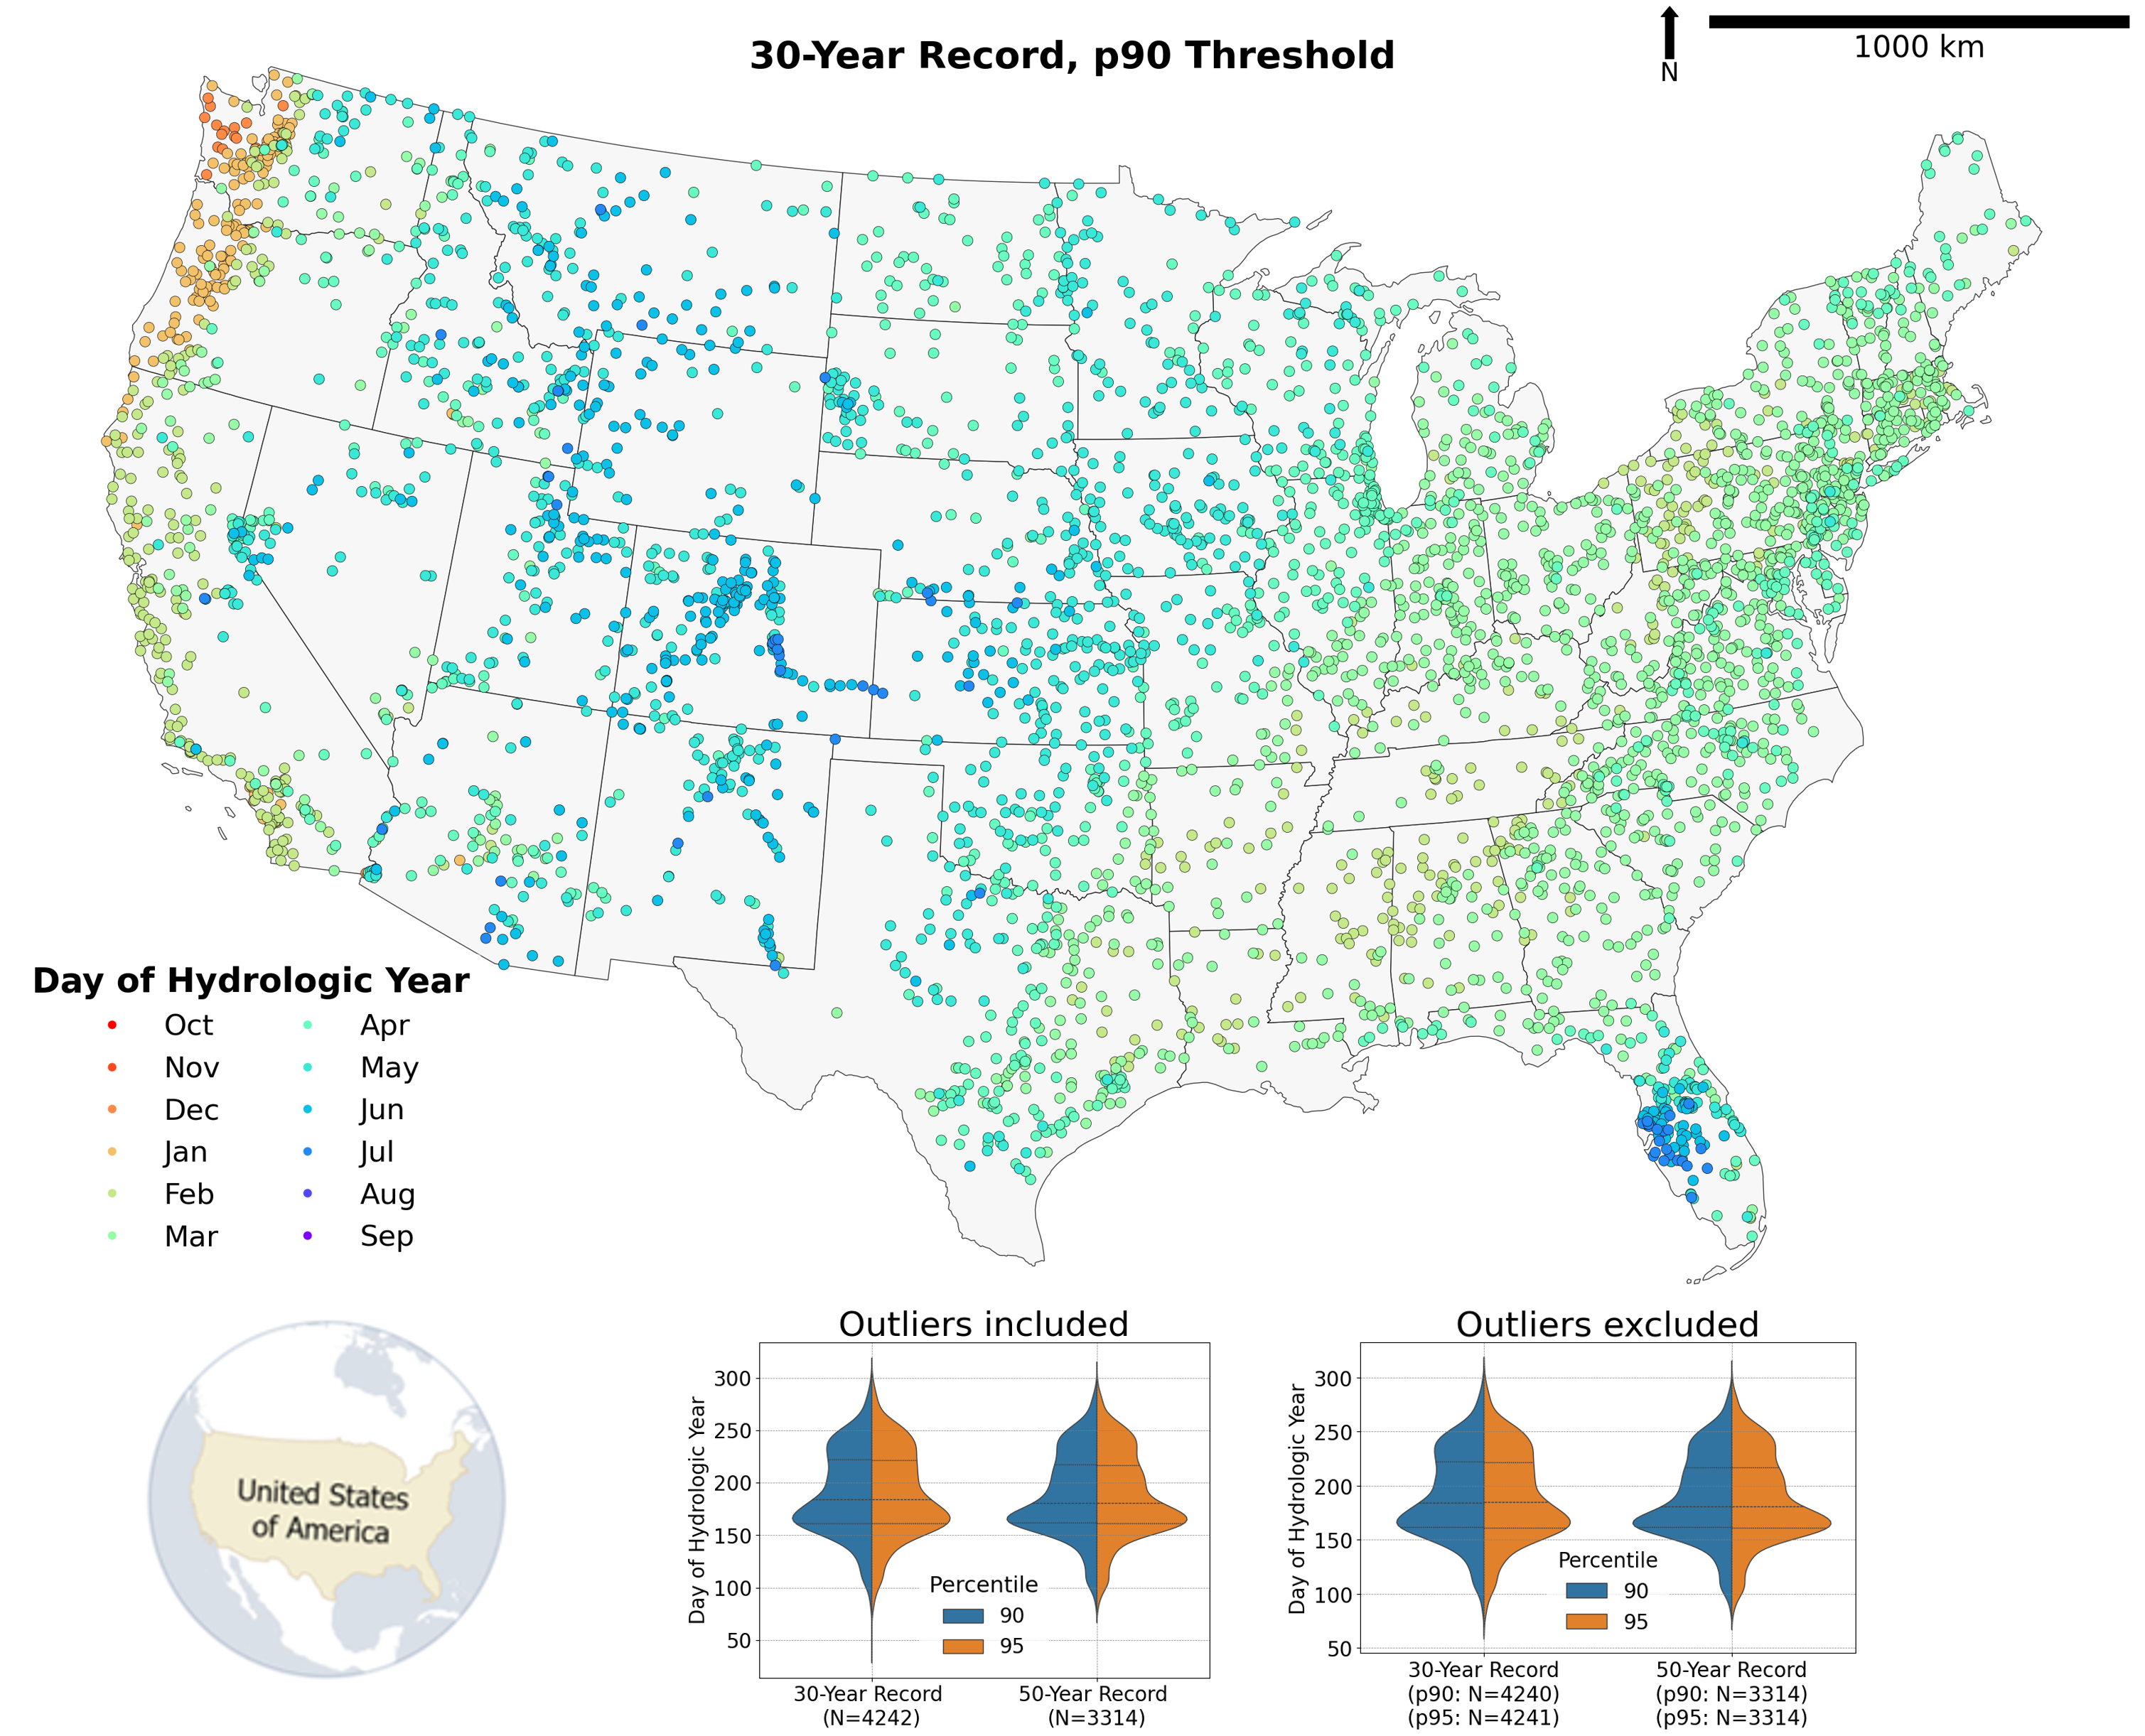 30-Year Record, p90 Threshold
N
1000 km
Day of Hydrologic Year
Oct
Nov
Dec
Jan
Feb
Mar
Apr
May
Jun
Jul
Aug
Sep
United States
of America
Outliers included
Day of Hydrologic Year
300
250
200
150
100
50
Percentile
90
95
30-Year Record
(N=4242)
50-Year Record
(N=3314)
Outliers excluded
Day of Hydrologic Year
300
250
200
150
100
50
Percentile
90
95
30-Year Record
(p90: N=4240)
(p95: N=4241)
50-Year Record
(p90: N=3314)
(p95: N=3314)